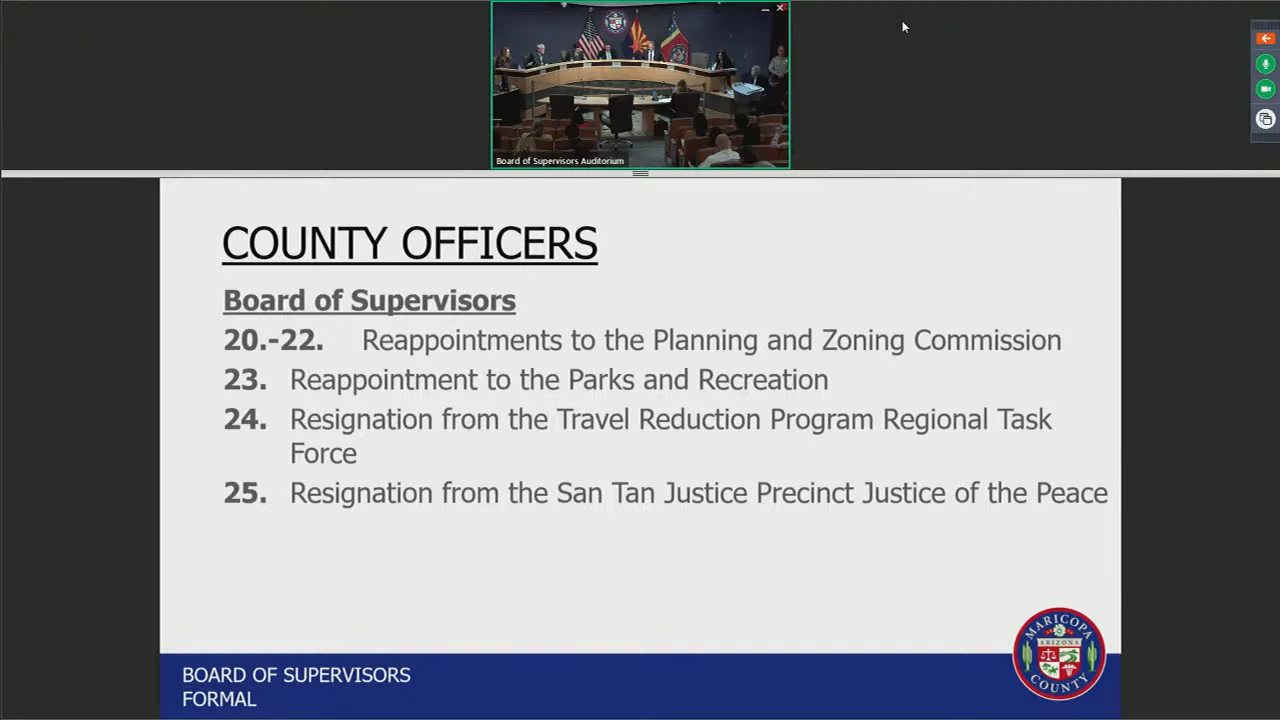 Board of Supervisors Auditorium
COUNTY OFFICERS
Board of Supervisors
20.-22. Reappointments to the Planning and Zoning Commission
23. Reappointment to the Parks and Recreation
24. Resignation from the Travel Reduction Program Regional Task
Force
25. Resignation from the San Tan Justice Precinct Justice of the Peace
MARICOPA
ARIZONA
COUNTY
BOARD OF SUPERVISORS
FORMAL